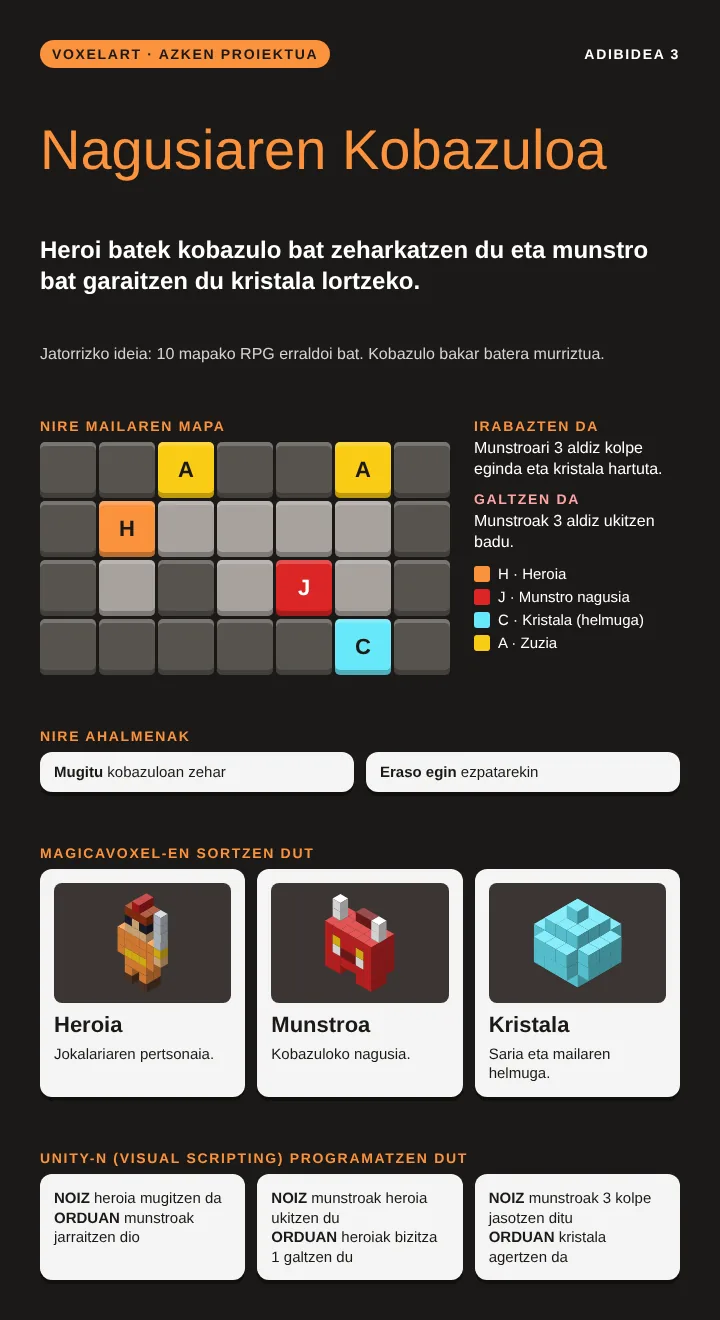 VOXELART · AZKEN PROIEKTUA
ADIBIDEA 3
Nagusiaren Kobazuloa
Heroi batek kobazulo bat zeharkatzen du eta munstro
bat garaitzen du kristala lortzeko.
Jatorrizko ideia: 10 mapako RPG erraldoi bat. Kobazulo bakar batera murriztua.
NIRE MAILAREN MAPA
A
A
H
J
C
IRABAZTEN DA
Munstroari 3 aldiz kolpe
eginda eta kristala hartuta.
GALTZEN DA
Munstroak 3 aldiz ukitzen
badu.
H · Heroia
J · Munstro nagusia
C · Kristala (helmuga)
A · Zuzia
NIRE AHALMENAK
Mugitu kobazuloan zehar
Eraso egin ezpatarekin
MAGICAVOXEL-EN SORTZEN DUT
Heroia
Jokalariaren pertsonaia.
Munstroa
Kobazuloko nagusia.
Kristala
Saria eta mailaren
helmuga.
UNITY-N (VISUAL SCRIPTING) PROGRAMATZEN DUT
NOIZ heroia mugitzen da
ORDUAN munstroak
jarraitzen dio
NOIZ munstroak heroia
ukitzen du
ORDUAN heroiak bizitza
1 galtzen du
NOIZ munstroak 3 kolpe
jasotzen ditu
ORDUAN kristala
agertzen da